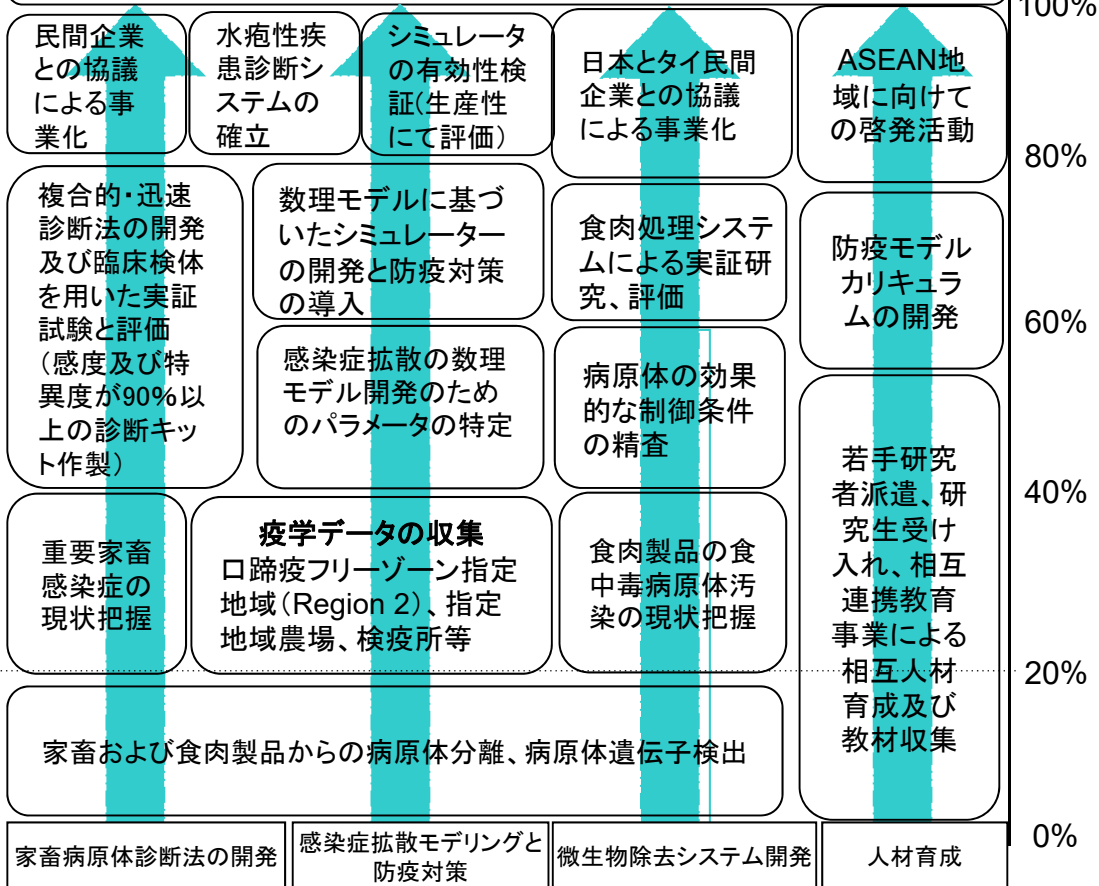 100%
民間企業
との協議
による事
業化
水疱性疾
患診断シ
ステムの
確立
シミュレータ
の有効性検
証(生産性
にて評価)
日本とタイ民間
企業との協議
による事業化
ASEAN地
域に向けて
の啓発活動
80%
複合的・迅速
診断法の開発
及び臨床検体
を用いた実証
試験と評価
(感度及び特
異度が90%以
上の診断キッ
ト作製)
数理モデルに基づ
いたシミュレーター
の開発と防疫対策
の導入
食肉処理システ
ムによる実証研
究、評価
防疫モデル
カリキュラ
ムの開発
60%
感染症拡散の数理
モデル開発のため
のパラメータの特定
病原体の効果
的な制御条件
の精査
若手研究
者派遣、研
究生受け
入れ、相互
連携教育
事業による
相互人材
育成及び
教材収集
40%
重要家畜
感染症の
現状把握
疫学データの収集
口蹄疫フリーゾーン指定
地域(Region 2)、指定
地域農場、検疫所等
食肉製品の食
中毒病原体汚
染の現状把握
20%
家畜および食肉製品からの病原体分離、病原体遺伝子検出
0%
家畜病原体診断法の開発
感染症拡散モデリングと
防疫対策
微生物除去システム開発
人材育成